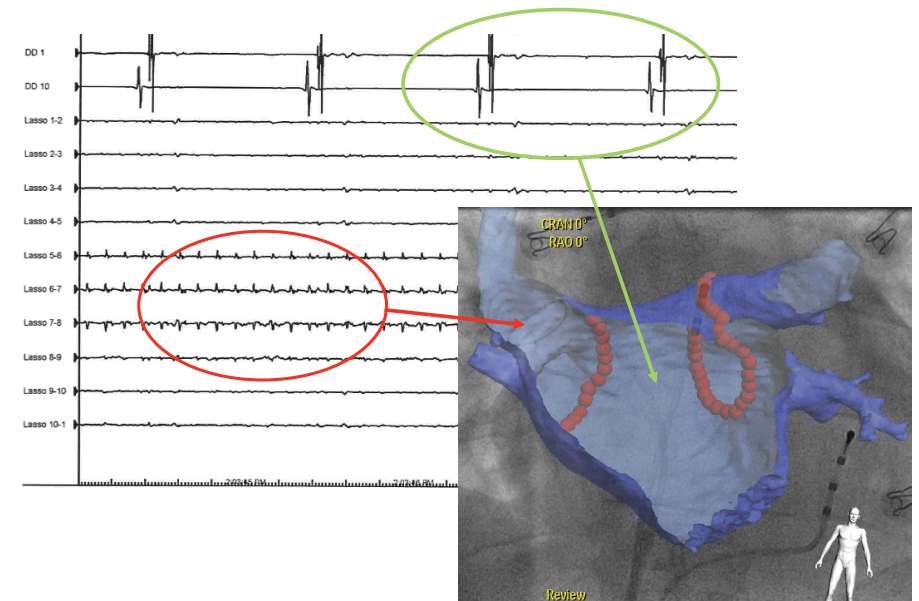 DD 1
DD 10
Lasso 1-2
Lasso 2-3
Lasso 3-4
Lasso 4-5
Lasso 5-6
Lasso 6-7
Lasso 7-8
Lasso 8-9
Lasso 9-10
Lasso 10-1
CRAN 0°
RAO 0°
Review